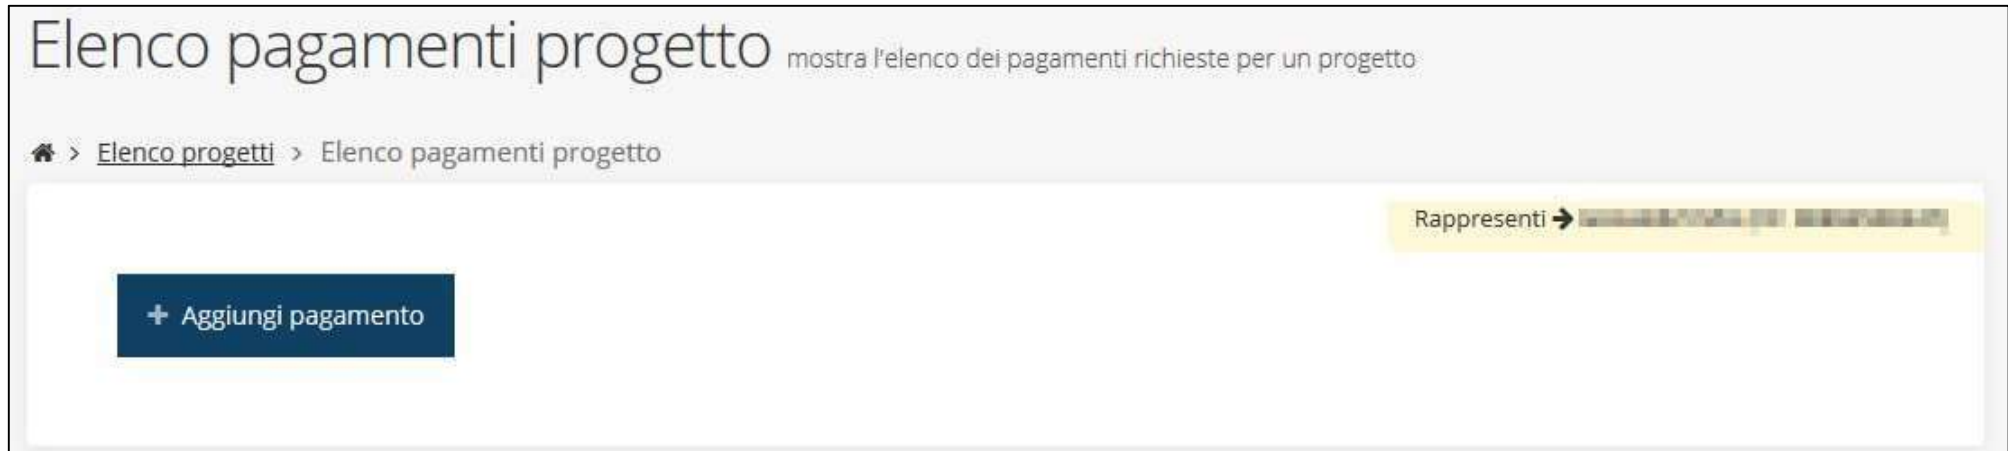 Elenco pagamenti progetto mostra l'elenco dei pagamenti richieste per un progetto
> Elenco progetti > Elenco pagamenti progetto
Rappresenti →
+ Aggiungi pagamento